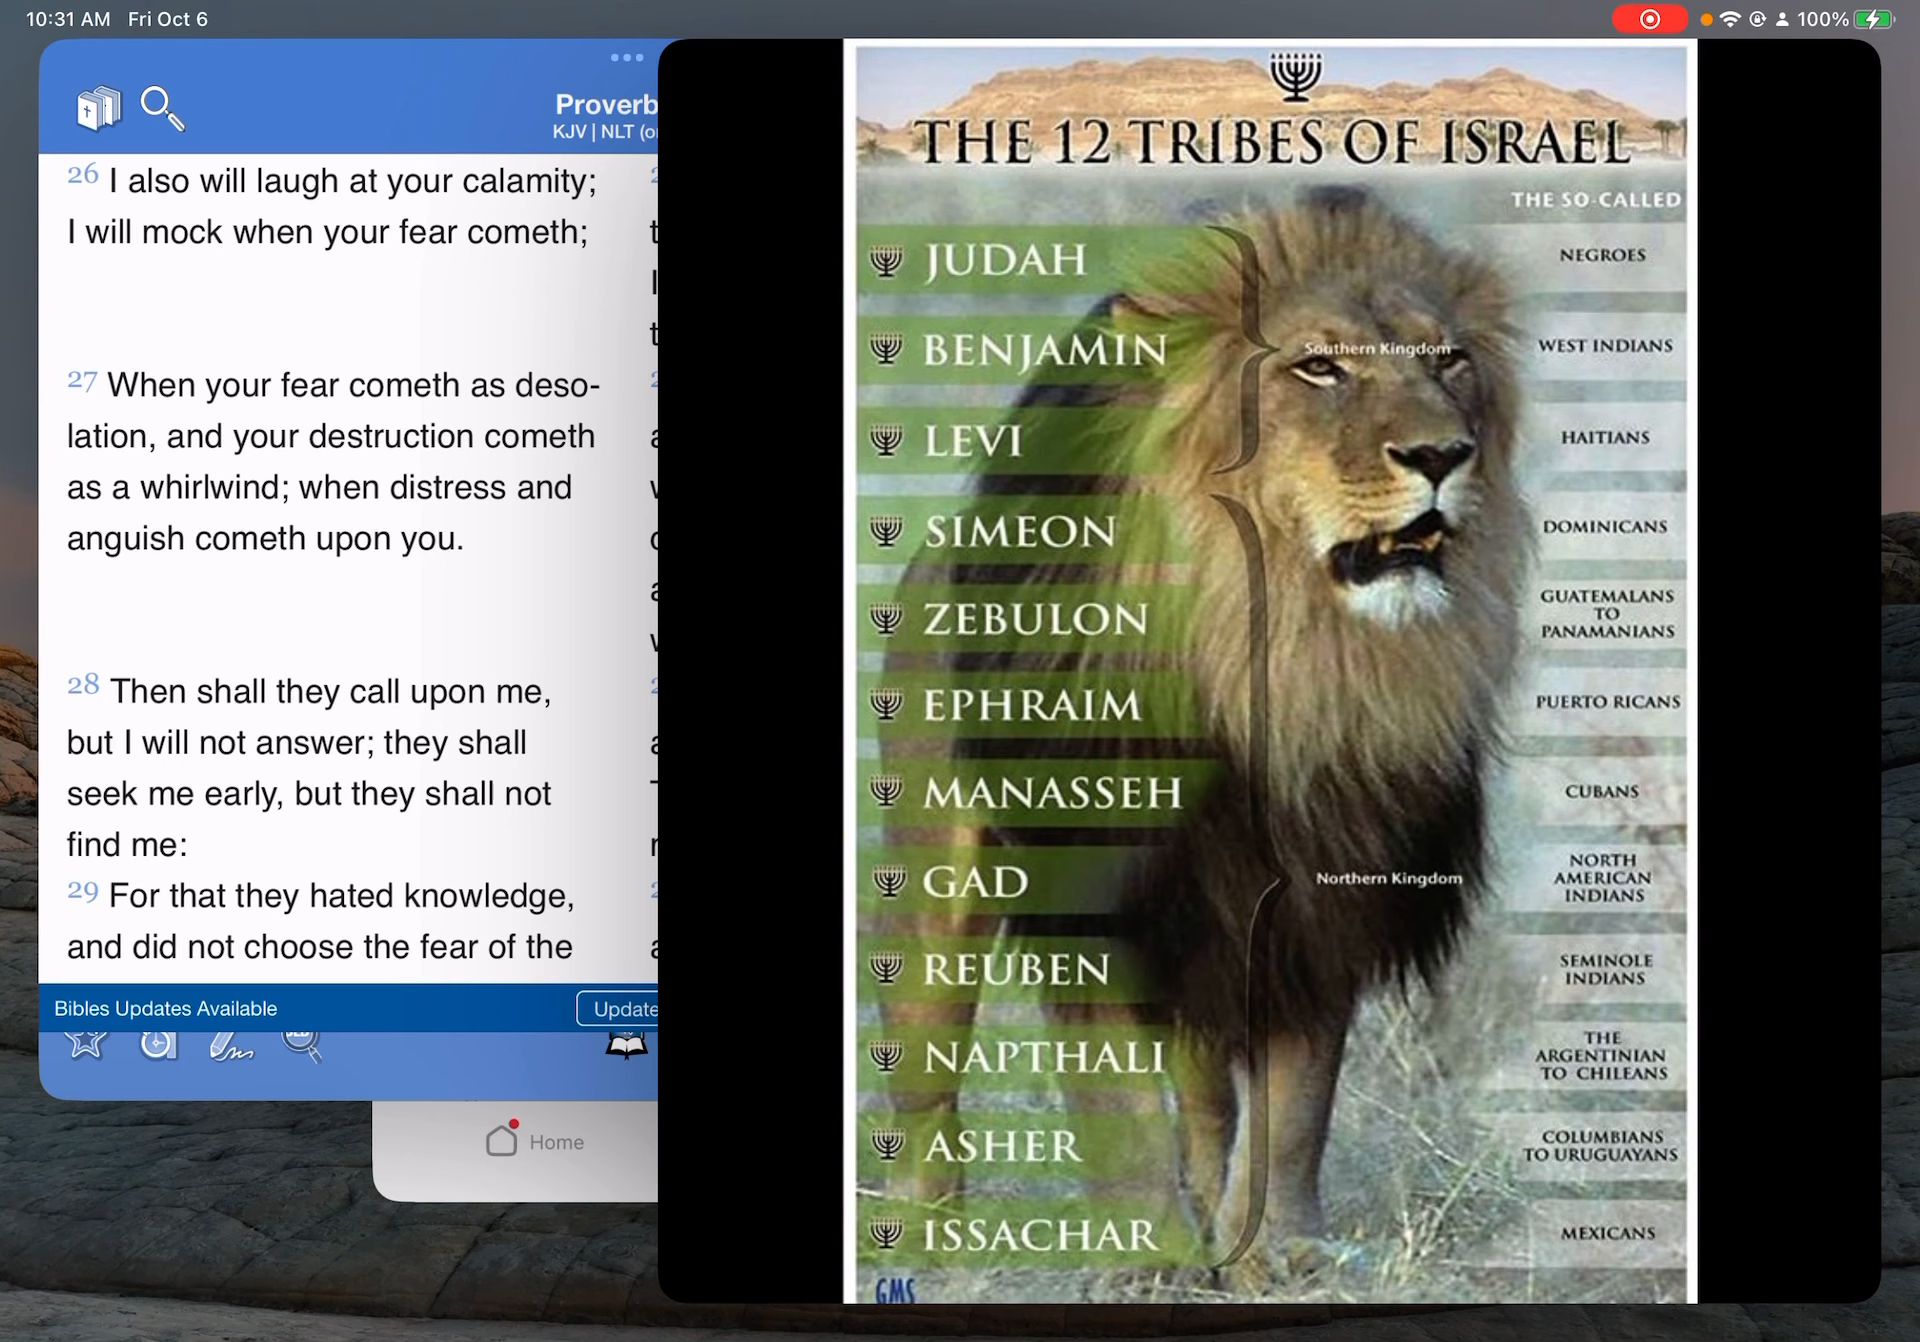 10:31 AM Fri Oct 6
100%
Proverb
KJV | NLT (o
26 I also will laugh at your calamity;
I will mock when your fear cometh;
27 When your fear cometh as deso-
lation, and your destruction cometh
as a whirlwind; when distress and
anguish cometh upon you.
28 Then shall they call upon me,
but I will not answer; they shall
seek me early, but they shall not
find me:
29 For that they hated knowledge,
and did not choose the fear of the
Bibles Updates Available
Update
Home
THE 12 TRIBES OF ISRAEL
THE SO-CALLED
JUDAH
NEGROES
BENJAMIN
Southern Kingdom
WEST INDIANS
LEVI
HAITIANS
SIMEON
DOMINICANS
ZEBULON
GUATEMALANS
TO
PANAMANIANS
EPHRAIM
PUERTO RICANS
MANASSEH
CUBANS
GAD
Northern Kingdom
NORTH
AMERICAN
INDIANS
REUBEN
SEMINOLE
INDIANS
NAPTHALI
THE
ARGENTINIAN
TO CHILEANS
ASHER
COLUMBIANS
TO URUGUAYANS
ISSACHAR
MEXICANS
GMS